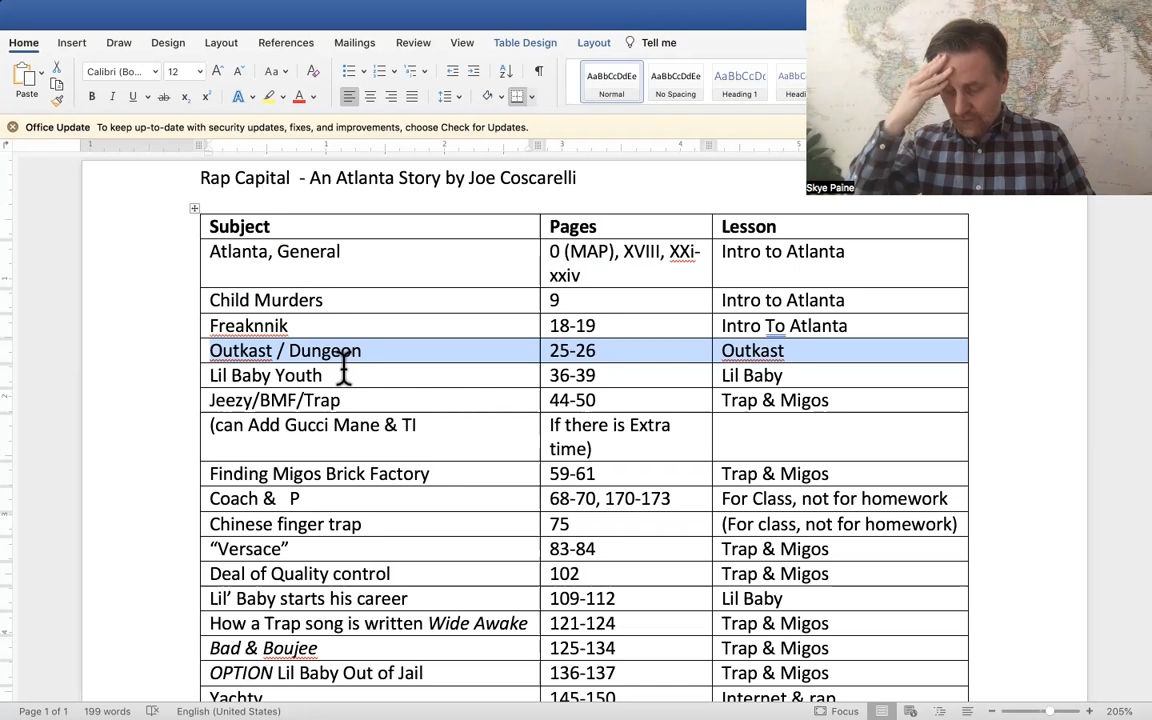 Home Insert Draw Design Layout References Mailings Review View Table Design Layout Tell me
Paste
Calibri (Bo... 12
Aa
AaBbCcDdEe AaBbCcDdEe AaBbCcDc
Normal No Spacing Heading 1
Office Update To keep up-to-date with security updates, fixes, and improvements, choose Check for Updates.
1 1 2 3 4 5
Skye Paine
Rap Capital - An Atlanta Story by Joe Coscarelli
Subject Pages Lesson
Atlanta, General 0 (MAP), XVIII, XXi- Intro to Atlanta
xxiv
Child Murders 9 Intro to Atlanta
Freaknnik 18-19 Intro To Atlanta
Outkast / Dungeon 25-26 Outkast
Lil Baby Youth 36-39 Lil Baby
Jeezy/BMF/Trap 44-50 Trap & Migos
(can Add Gucci Mane & TI If there is Extra
time)
Finding Migos Brick Factory 59-61 Trap & Migos
Coach & P 68-70, 170-173 For Class, not for homework
Chinese finger trap 75 (For class, not for homework)
“Versace” 83-84 Trap & Migos
Deal of Quality control 102 Trap & Migos
Lil’ Baby starts his career 109-112 Lil Baby
How a Trap song is written Wide Awake 121-124 Trap & Migos
Bad & Boujee 125-134 Trap & Migos
OPTION Lil Baby Out of Jail 136-137 Trap & Migos
Yachty 145-150 Internet & rap
Page 1 of 1 199 words English (United States) Focus 205%